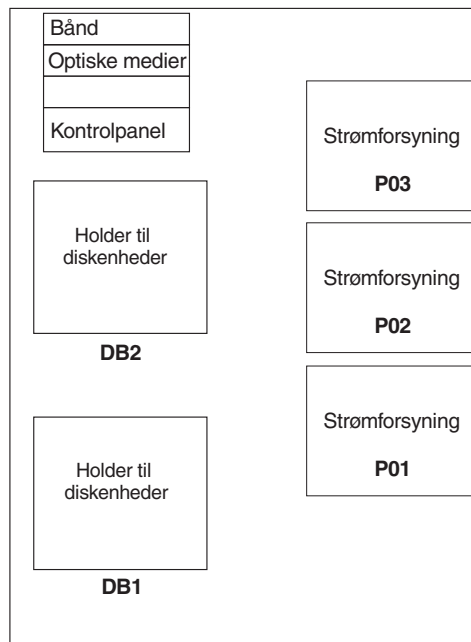 Bånd
Optiske medier
Kontrolpanel
Holder til
diskenheder
DB2
Holder til
diskenheder
DB1
Strømforsyning
P03
Strømforsyning
P02
Strømforsyning
P01